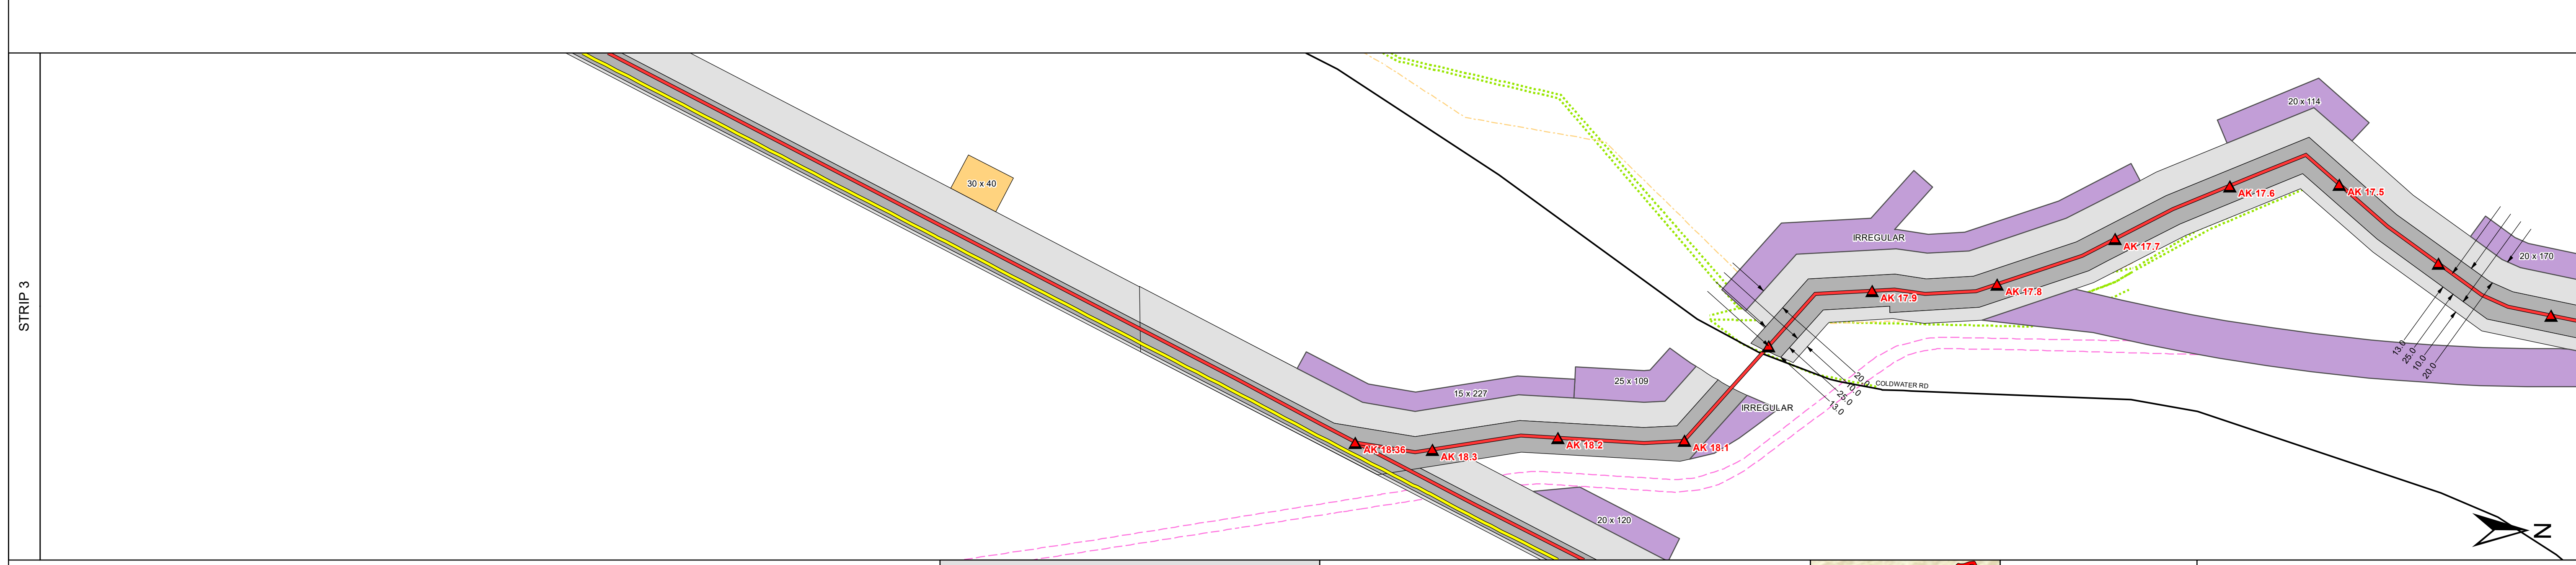 STRIP 3
30 x 40
15 x 227
25 x 109
IRREGULAR
IRREGULAR
20 x 114
20 x 170
20 x 120
AK 18.36
AK 18.3
AK 18.2
AK 18.1
AK 17.9
AK 17.8
AK 17.7
AK 17.6
AK 17.5
20.0
10.0
25.0
13.0
COLDWATER RD
13.0
25.0
10.0
20.0
N